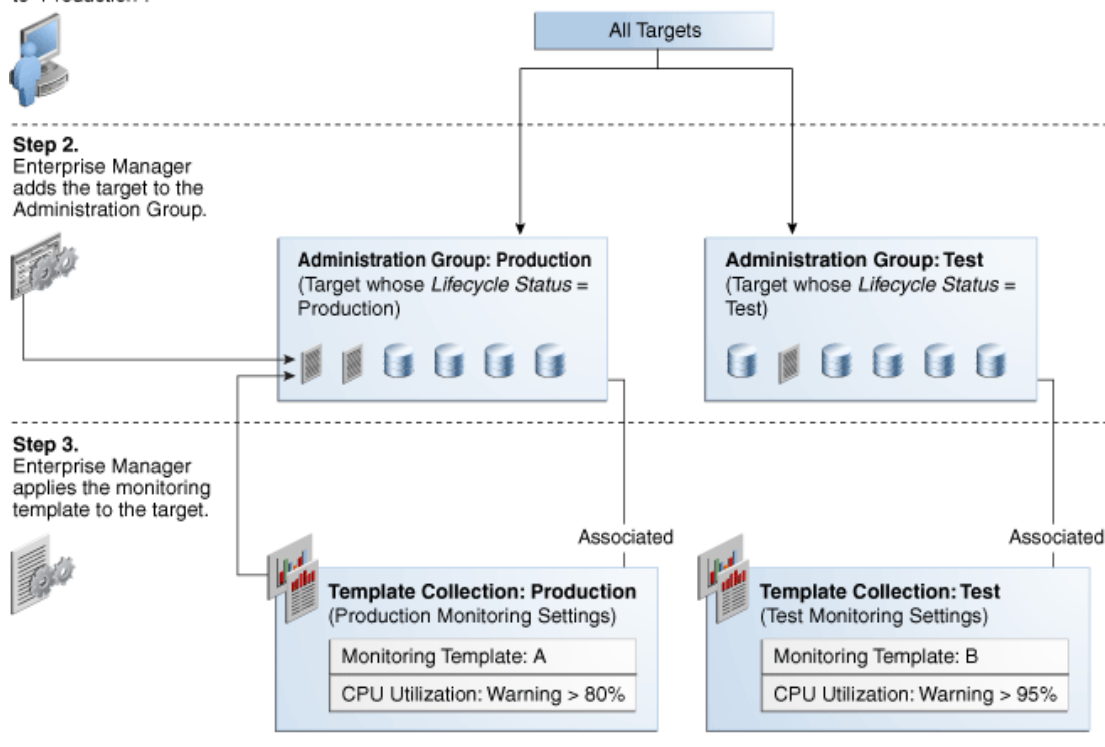 to "Production".
All Targets
Step 2.
Enterprise Manager
adds the target to the
Administration Group.
Administration Group: Production
(Target whose Lifecycle Status =
Production)
Administration Group: Test
(Target whose Lifecycle Status =
Test)
Step 3.
Enterprise Manager
applies the monitoring
template to the target.
Associated
Associated
Template Collection: Production
(Production Monitoring Settings)
Monitoring Template: A
CPU Utilization: Warning > 80%
Template Collection: Test
(Test Monitoring Settings)
Monitoring Template: B
CPU Utilization: Warning > 95%